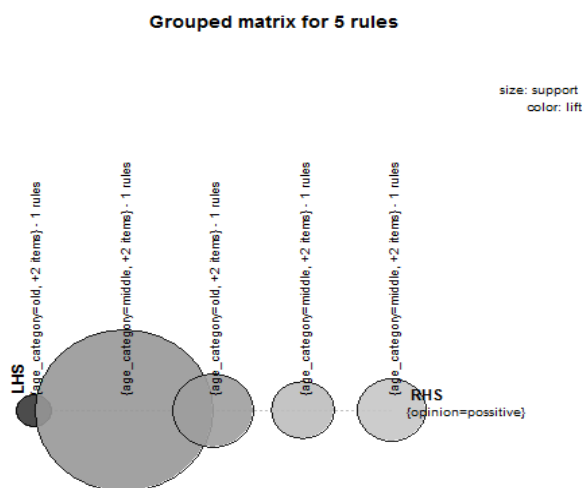 Grouped matrix for 5 rules
size: support
color: lift
{age_category=old, +2 items} - 1 rules
{age_category=middle, +2 items} - 1 rules
{age_category=old, +2 items} - 1 rules
{age_category=middle, +2 items} - 1 rules
{age_category=middle, +2 items} - 1 rules
LHS
RHS
{opinion=possitive}